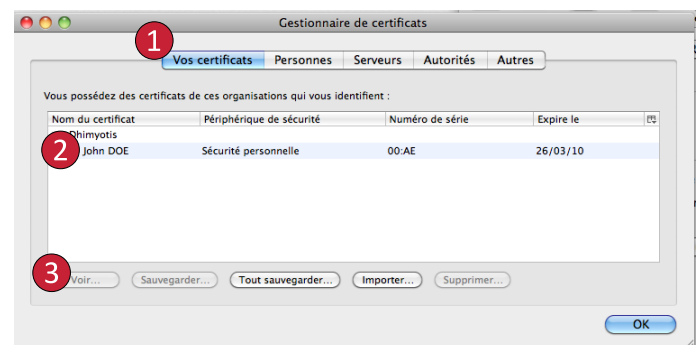 Gestionnaire de certificats
1
Vos certificats Personnes Serveurs Autorités Autres
Vous possédez des certificats de ces organisations qui vous identifient :
Nom du certificat Périphérique de sécurité Numéro de série Expire le
Dhimyotis
2 John DOE Sécurité personnelle 00:AE 26/03/10
3 Voir... Sauvegarder... Tout sauvegarder... Importer... Supprimer...
OK